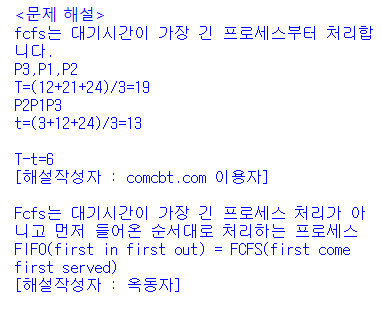 <문제 해설>
fcfs는 대기시간이 가장 긴 프로세스부터 처리합
니다.
P3,P1,P2
T=(12+21+24)/3=19
P2P1P3
t=(3+12+24)/3=13
T-t=6
[해설작성자 : comcbt.com 이용자]
Fcfs는 대기시간이 가장 긴 프로세스 처리가 아
니고 먼저 들어온 순서대로 처리하는 프로세스
FIFO(first in first out) = FCFS(first come
first served)
[해설작성자 : 옥동자]